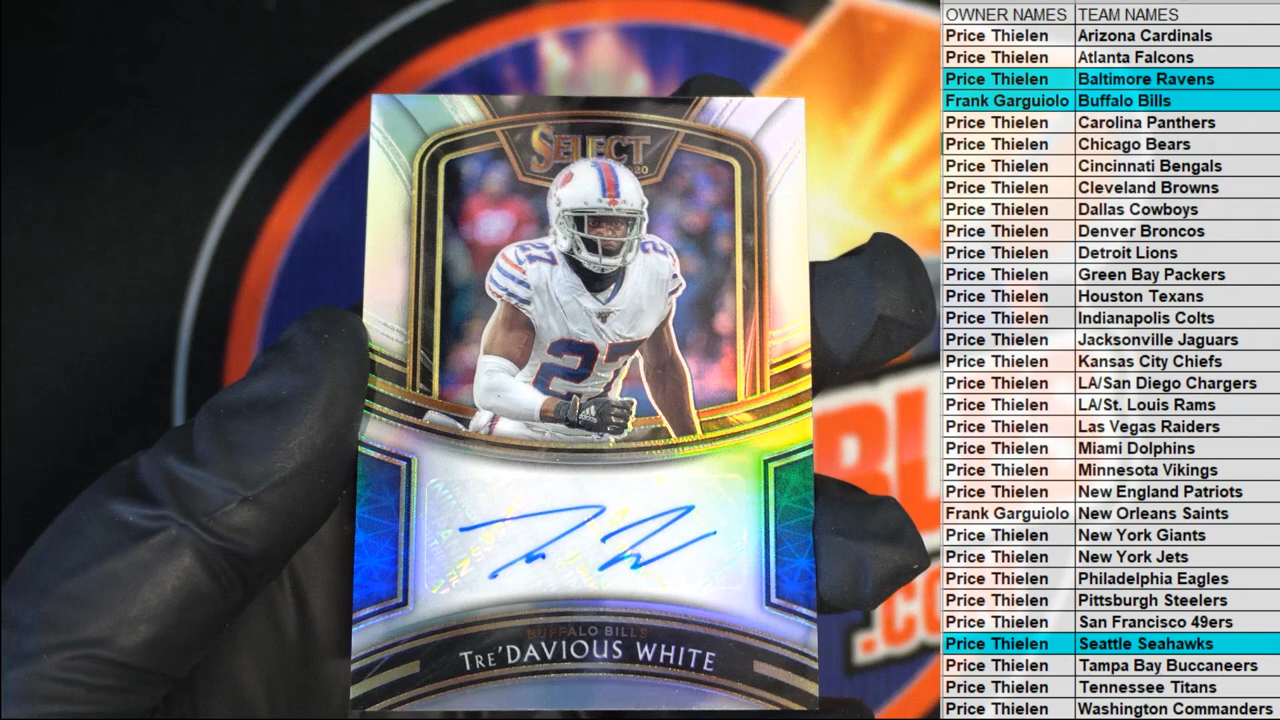 SELECT
20
27
27
27
BUFFALO BILLS
TRE'DAVIOUS WHITE
BL
.CO
OWNER NAMES TEAM NAMES
Price Thielen Arizona Cardinals
Price Thielen Atlanta Falcons
Price Thielen Baltimore Ravens
Frank Garguiolo Buffalo Bills
Price Thielen Carolina Panthers
Price Thielen Chicago Bears
Price Thielen Cincinnati Bengals
Price Thielen Cleveland Browns
Price Thielen Dallas Cowboys
Price Thielen Denver Broncos
Price Thielen Detroit Lions
Price Thielen Green Bay Packers
Price Thielen Houston Texans
Price Thielen Indianapolis Colts
Price Thielen Jacksonville Jaguars
Price Thielen Kansas City Chiefs
Price Thielen LA/San Diego Chargers
Price Thielen LA/St. Louis Rams
Price Thielen Las Vegas Raiders
Price Thielen Miami Dolphins
Price Thielen Minnesota Vikings
Price Thielen New England Patriots
Frank Garguiolo New Orleans Saints
Price Thielen New York Giants
Price Thielen New York Jets
Price Thielen Philadelphia Eagles
Price Thielen Pittsburgh Steelers
Price Thielen San Francisco 49ers
Price Thielen Seattle Seahawks
Price Thielen Tampa Bay Buccaneers
Price Thielen Tennessee Titans
Price Thielen Washington Commanders